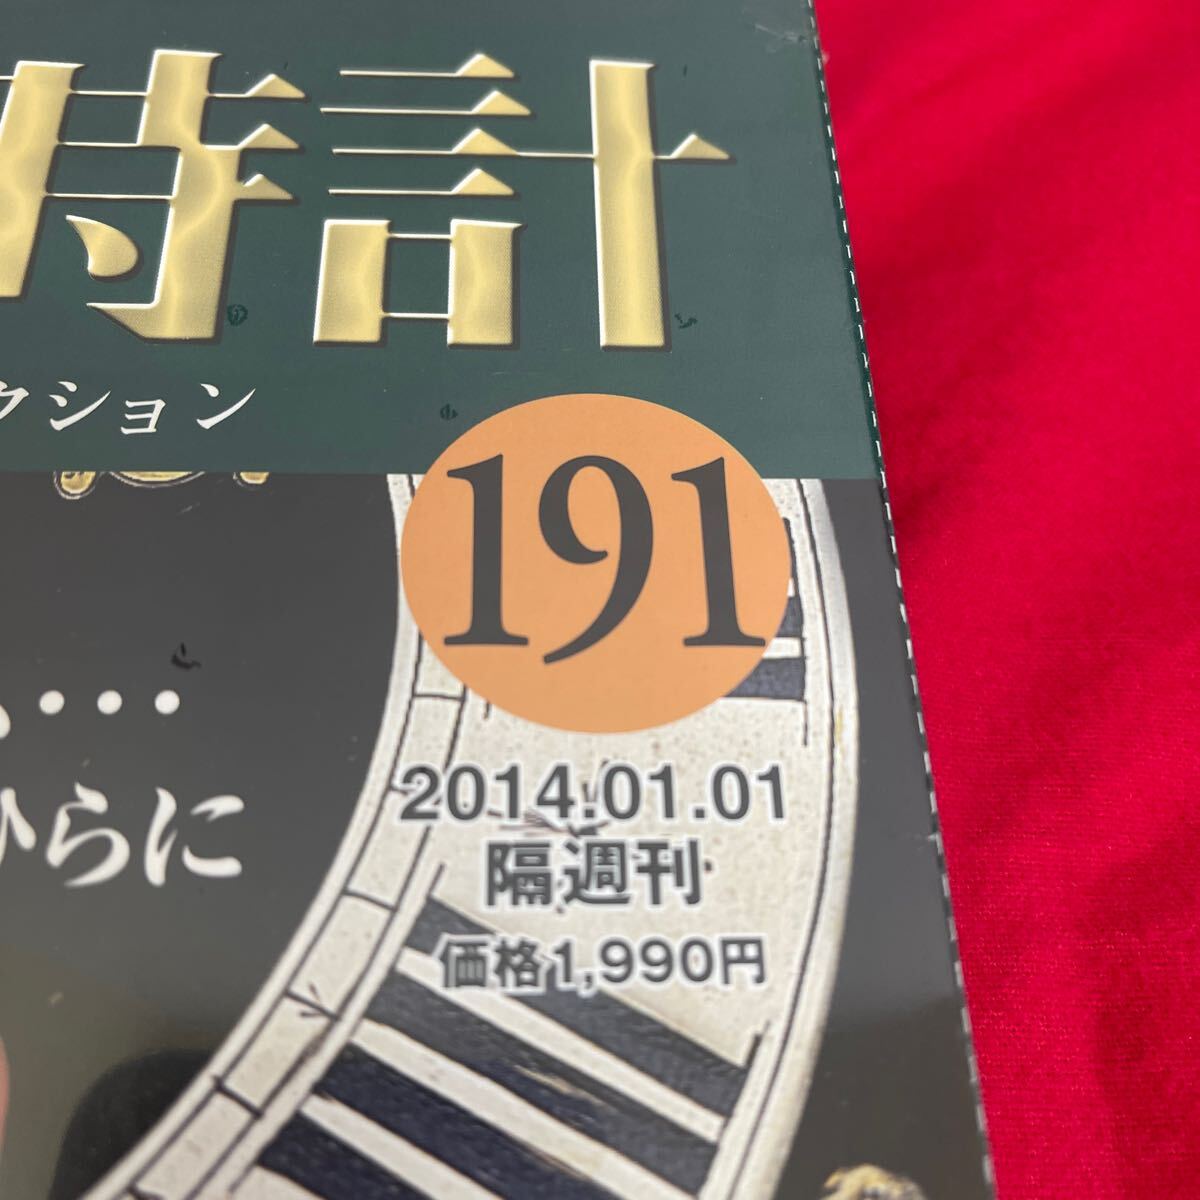 時計
クション
191
・・・
ひらに
2014.01.01
隔週刊
価格1,990円